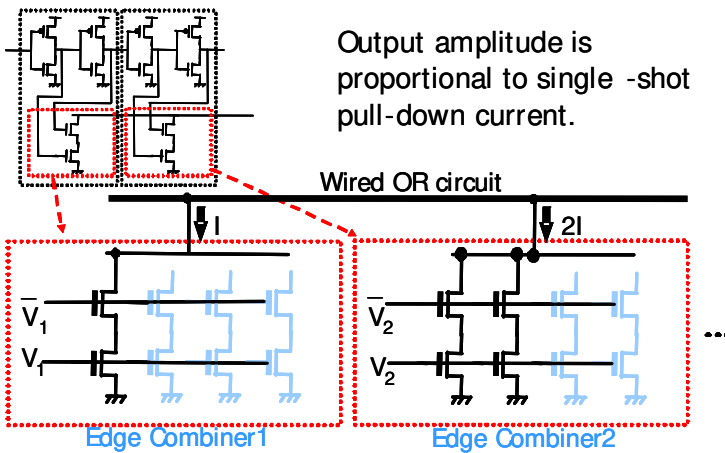 Output amplitude is
proportional to single -shot
pull-down current.
Wired OR circuit
I
2I
V̅1
V1
V̅2
V2
...
Edge Combiner1
Edge Combiner2